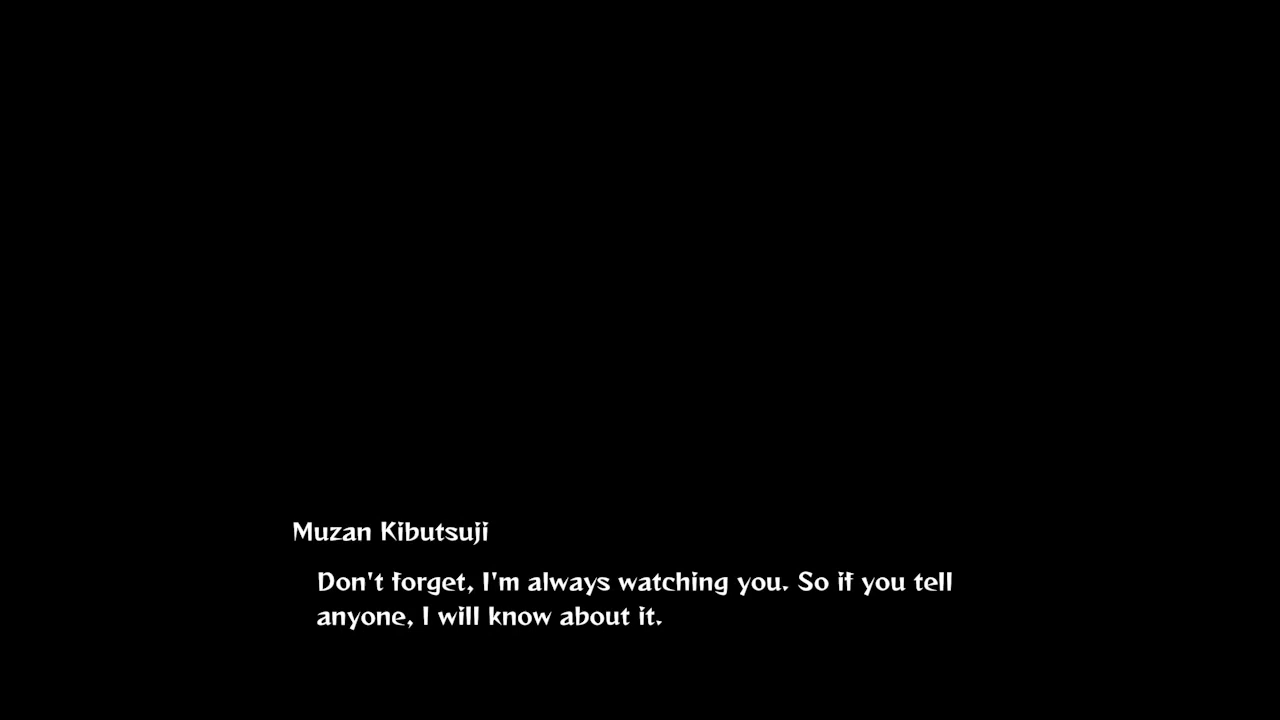 Muzan Kibutsuji
Don't forget, I'm always watching you. So if you tell
anyone, I will know about it.